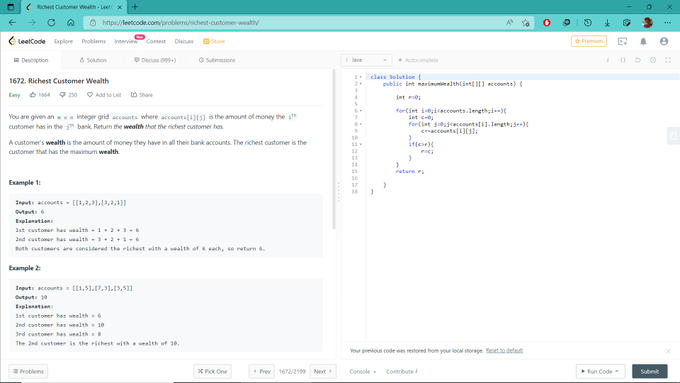 Richest Customer Wealth - LeetC
https://leetcode.com/problems/richest-customer-wealth/
LeetCode Explore Problems Interview New Contest Discuss Store Premium
Description Solution Discuss (999+) Submissions
Java Autocomplete
1672. Richest Customer Wealth
Easy 1864 250 Add to List Share
You are given an m x n integer grid accounts where accounts[i][j] is the amount of money the iᵗʰ
customer has in the jᵗʰ bank. Return the wealth that the richest customer has.
A customer's wealth is the amount of money they have in all their bank accounts. The richest customer is the
customer that has the maximum wealth.
Example 1:
Input: accounts = [[1,2,3],[3,2,1]]
Output: 6
Explanation:
1st customer has wealth = 1 + 2 + 3 = 6
2nd customer has wealth = 3 + 2 + 1 = 6
Both customers are considered the richest with a wealth of 6 each, so return 6.
Example 2:
Input: accounts = [[1,5],[7,3],[3,5]]
Output: 10
Explanation:
1st customer has wealth = 6
2nd customer has wealth = 10
3rd customer has wealth = 8
The 2nd customer is the richest with a wealth of 10.
1 class Solution {
2 public int maximumWealth(int[][] accounts) {
3
4 int r=0;
5
6 for(int i=0;i<accounts.length;i++){
7 int c=0;
8 for(int j=0;j<accounts[i].length;j++){
9 c+=accounts[i][j];
10 }
11 if(c>r){
12 r=c;
13 }
14 }
15 return r;
16
17 }
18 }
Your previous code was restored from your local storage. Reset to default
Problems Pick One Prev 1672/2199 Next Console Contribute Run Code Submit